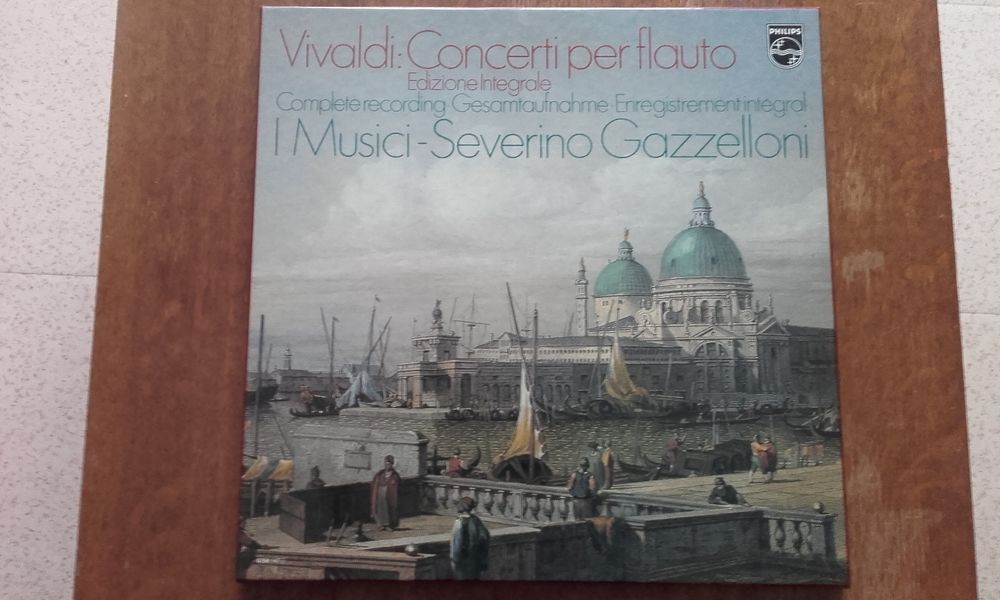 Vivaldi: Concerti per flauto
PHILIPS
Edizione Integrale
Complete recording · Gesamtaufnahme · Enregistrement intégral
I Musici - Severino Gazzelloni